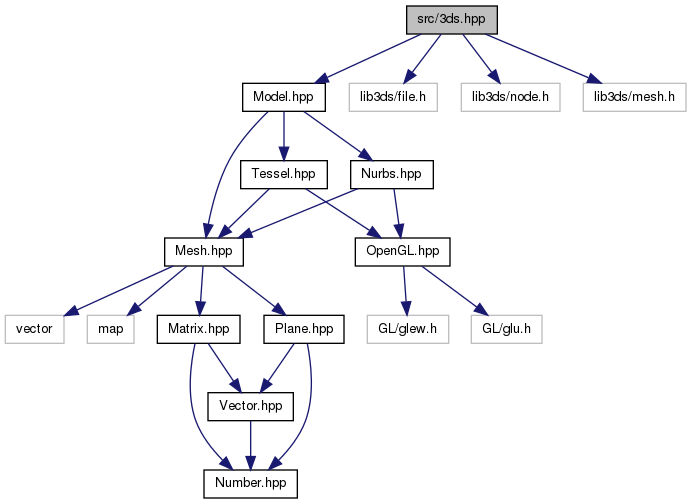 src/3ds.hpp
Model.hpp
lib3ds/file.h
lib3ds/node.h
lib3ds/mesh.h
Tessel.hpp
Nurbs.hpp
Mesh.hpp
OpenGL.hpp
vector
map
Matrix.hpp
Plane.hpp
GL/glew.h
GL/glu.h
Vector.hpp
Number.hpp